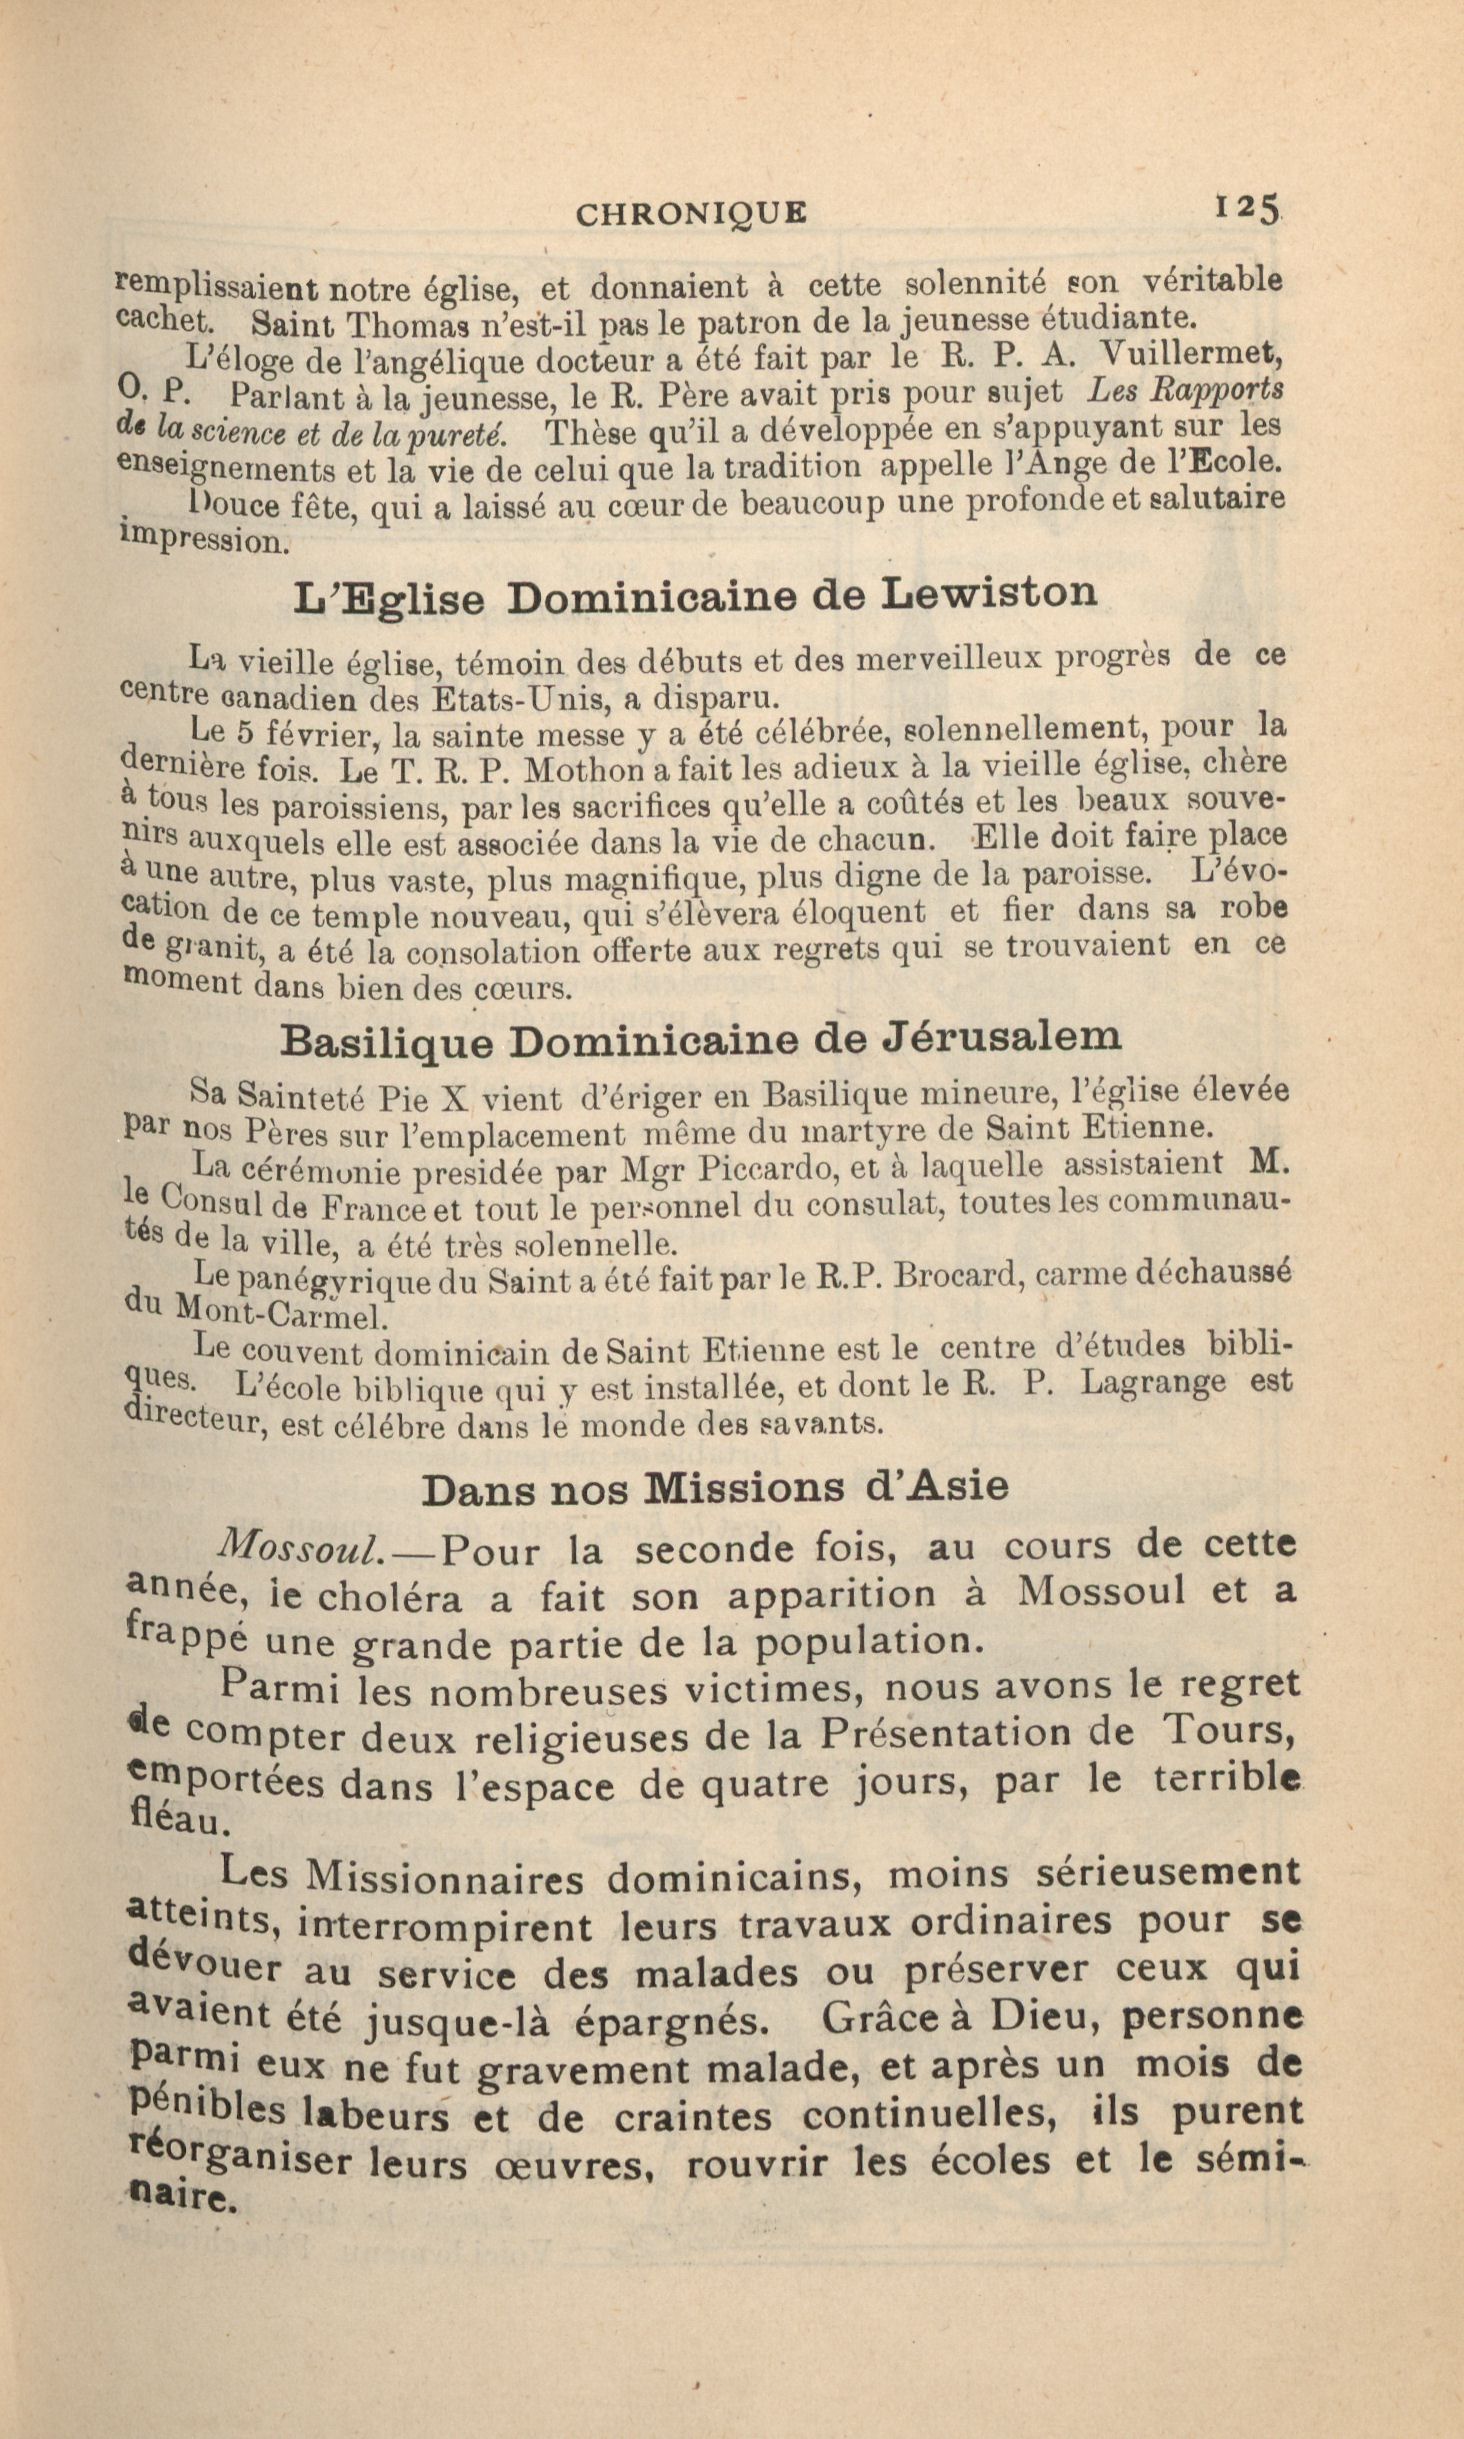 CHRONIQUE 125
remplissaient notre église, et donnaient à cette solennité son véritable
cachet. Saint Thomas n'est-il pas le patron de la jeunesse étudiante.
L'éloge de l'angélique docteur a été fait par le R. P. A. Vuillermet,
O. P. Parlant à la jeunesse, le R. Père avait pris pour sujet Les Rapports
de la science et de la pureté. Thèse qu'il a développée en s'appuyant sur les
enseignements et la vie de celui que la tradition appelle l'Ange de l'Ecole.
Douce fête, qui a laissé au cœur de beaucoup une profonde et salutaire
impression.
L'Eglise Dominicaine de Lewiston
La vieille église, témoin des débuts et des merveilleux progrès de ce
centre canadien des Etats-Unis, a disparu.
Le 5 février, la sainte messe y a été célébrée, solennellement, pour la
dernière fois. Le T. R. P. Mothon a fait les adieux à la vieille église, chère
à tous les paroissiens, par les sacrifices qu'elle a coûtés et les beaux souve-
nirs auxquels elle est associée dans la vie de chacun. Elle doit faire place
à une autre, plus vaste, plus magnifique, plus digne de la paroisse. L'évo-
cation de ce temple nouveau, qui s'élèvera éloquent et fier dans sa robe
de granit, a été la consolation offerte aux regrets qui se trouvaient en ce
moment dans bien des cœurs.
Basilique Dominicaine de Jérusalem
Sa Sainteté Pie X vient d'ériger en Basilique mineure, l'église élevée
par nos Pères sur l'emplacement même du martyre de Saint Etienne.
La cérémonie presidée par Mgr Piccardo, et à laquelle assistaient M.
le Consul de France et tout le personnel du consulat, toutes les communau-
tés de la ville, a été très solennelle.
Le panégyrique du Saint a été fait par le R.P. Brocard, carme déchaussé
du Mont-Carmel.
Le couvent dominicain de Saint Etienne est le centre d'études bibli-
ques. L'école biblique qui y est installée, et dont le R. P. Lagrange est
directeur, est célébre dans le monde des savants.
Dans nos Missions d'Asie
Mossoul.—Pour la seconde fois, au cours de cette
année, le choléra a fait son apparition à Mossoul et a
frappé une grande partie de la population.
Parmi les nombreuses victimes, nous avons le regret
de compter deux religieuses de la Présentation de Tours,
emportées dans l'espace de quatre jours, par le terrible
fléau.
Les Missionnaires dominicains, moins sérieusement
atteints, interrompirent leurs travaux ordinaires pour se
dévouer au service des malades ou préserver ceux qui
avaient été jusque-là épargnés. Grâce à Dieu, personne
parmi eux ne fut gravement malade, et après un mois de
pénibles labeurs et de craintes continuelles, ils purent
réorganiser leurs œuvres, rouvrir les écoles et le sémi-
naire.